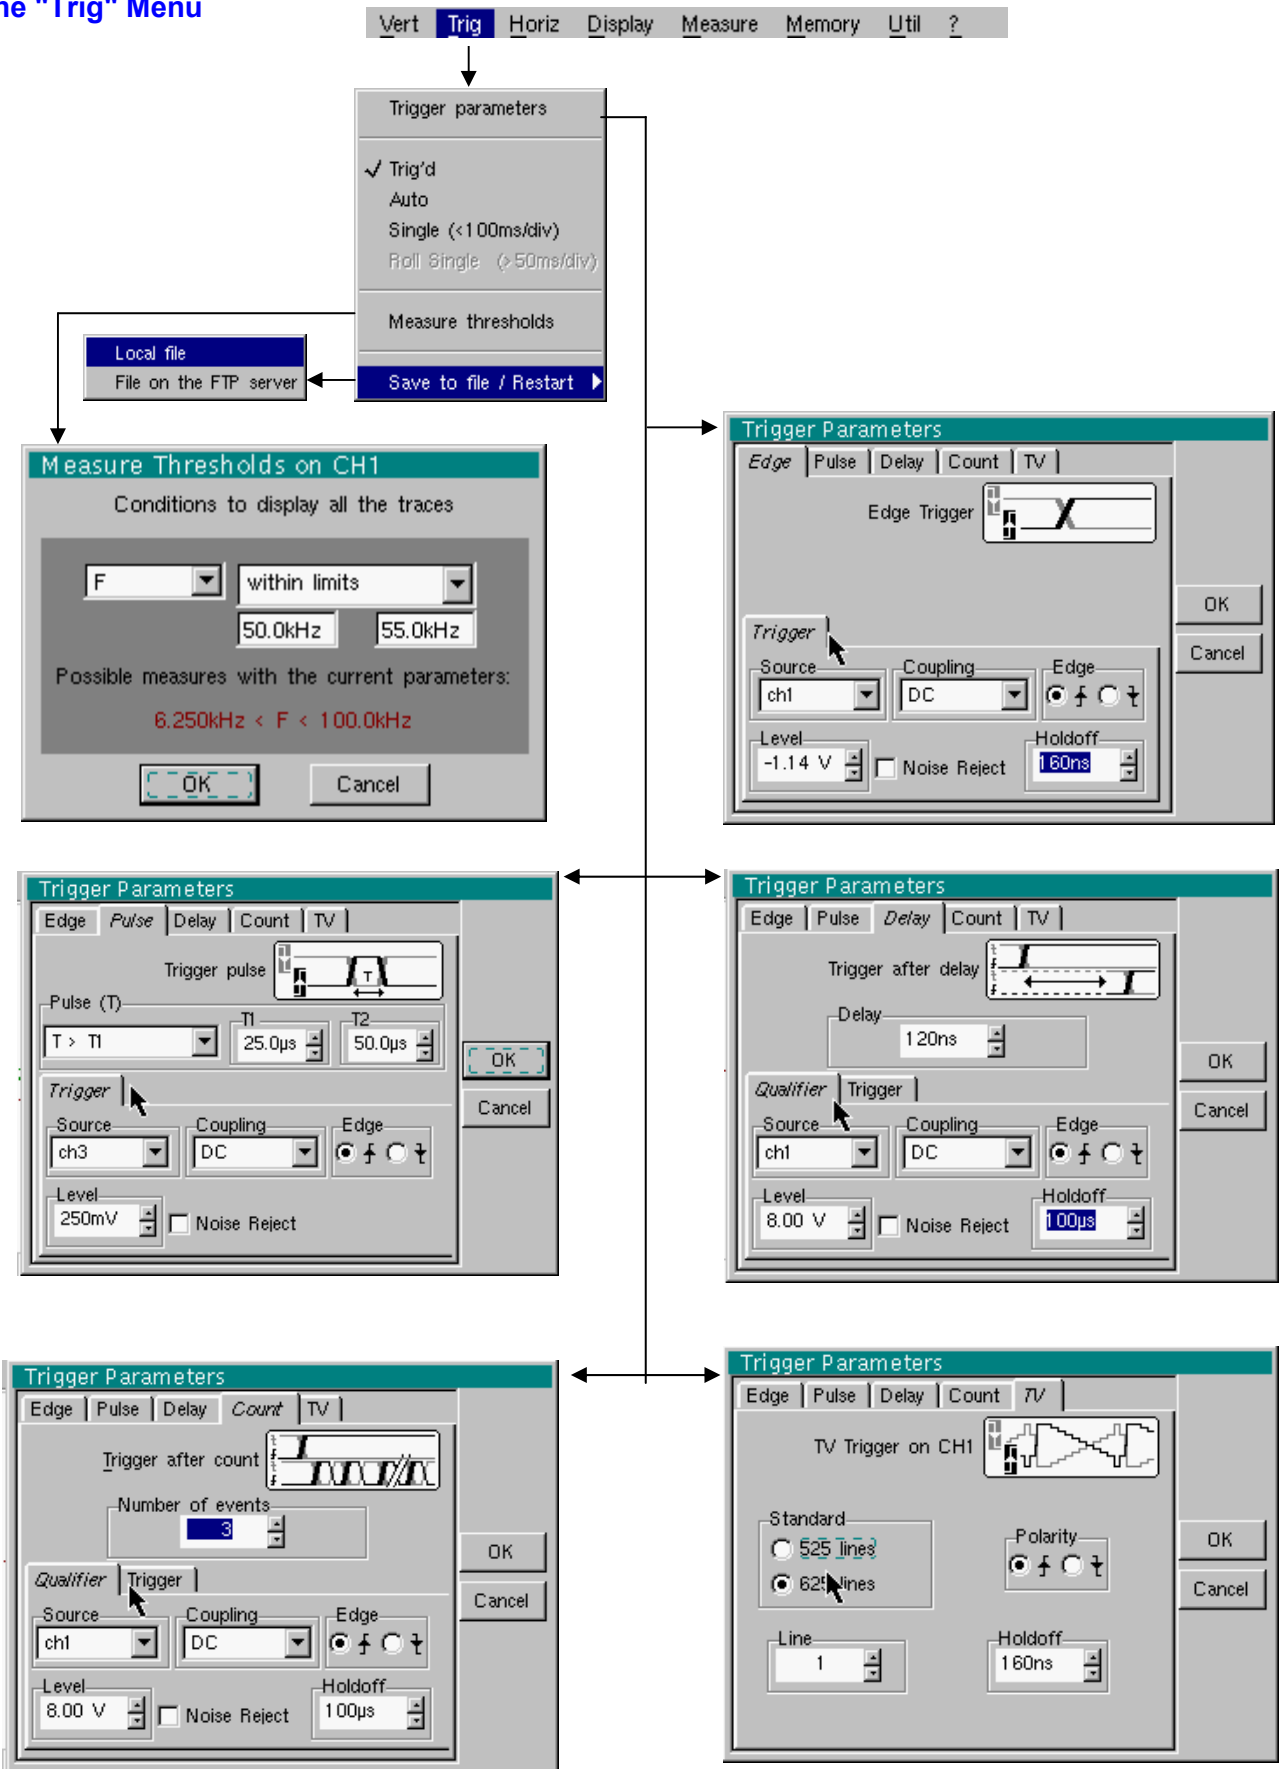 "Trig" Menu
Vert Trig Horiz Display Measure Memory Util ?
Trigger parameters
✓ Trig'd
Auto
Single (<100ms/div)
Roll Single (>50ms/div)
Measure thresholds
Save to file / Restart
Local file
File on the FTP server
Measure Thresholds on CH1
Conditions to display all the traces
F within limits
50.0kHz 55.0kHz
Possible measures with the current parameters:
6.250kHz < F < 100.0kHz
OK Cancel
Trigger Parameters
Edge Pulse Delay Count TV
Edge Trigger
OK
Cancel
Trigger
Source Coupling Edge
ch1 DC
Level Holdoff
-1.14 V Noise Reject 160ns
Trigger Parameters
Edge Pulse Delay Count TV
Trigger pulse
T
Pulse (T)
T1 T2
T > T1 25.0µs 50.0µs
OK
Cancel
Trigger
Source Coupling Edge
ch3 DC
Level
250mV Noise Reject
Trigger Parameters
Edge Pulse Delay Count TV
Trigger after delay
Delay
120ns
OK
Cancel
Qualifier Trigger
Source Coupling Edge
ch1 DC
Level Holdoff
8.00 V Noise Reject 100µs
Trigger Parameters
Edge Pulse Delay Count TV
Trigger after count
Number of events
3
OK
Cancel
Qualifier Trigger
Source Coupling Edge
ch1 DC
Level Holdoff
8.00 V Noise Reject 100µs
Trigger Parameters
Edge Pulse Delay Count TV
TV Trigger on CH1
Standard
525 lines
625 lines
Polarity
OK
Cancel
Line Holdoff
1 160ns